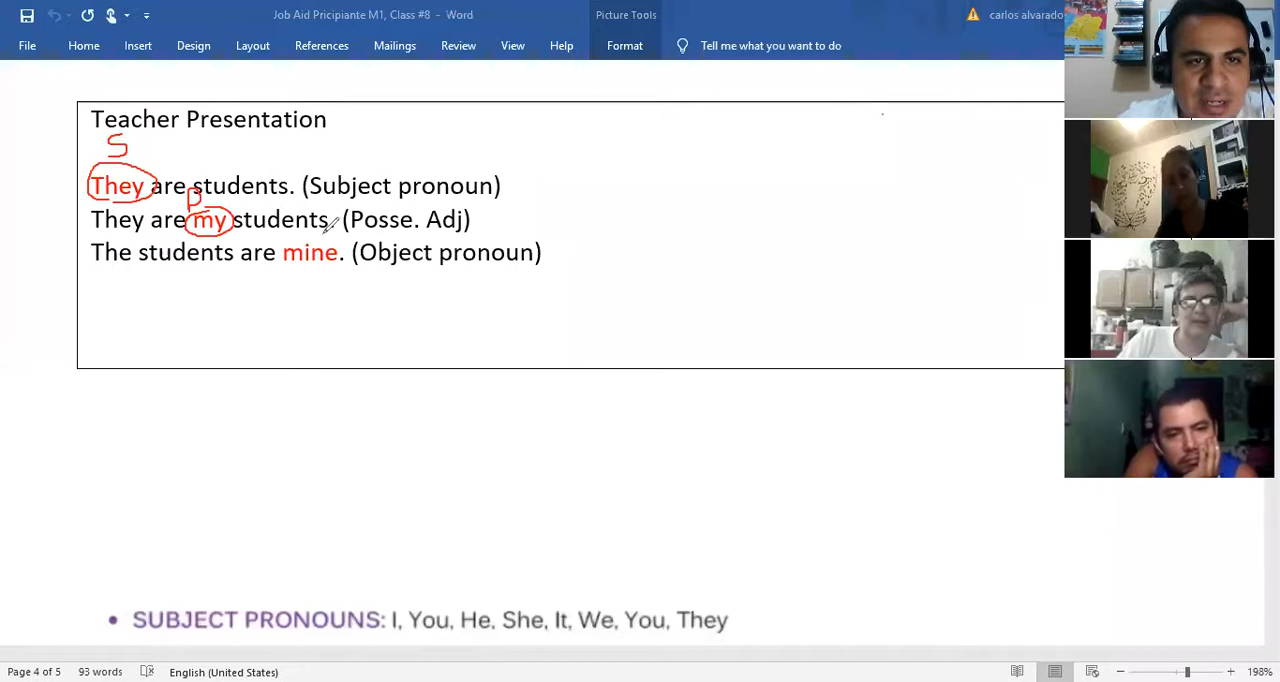 Job Aid Pricipiante M1, Class #8 - Word
Picture Tools
carlos alvarado
File Home Insert Design Layout References Mailings Review View Help Format Tell me what you want to do
Teacher Presentation
S
They are students. (Subject pronoun)
P
They are my students. (Posse. Adj)
The students are mine. (Object pronoun)
• SUBJECT PRONOUNS: I, You, He, She, It, We, You, They
Page 4 of 5 93 words English (United States) 198%